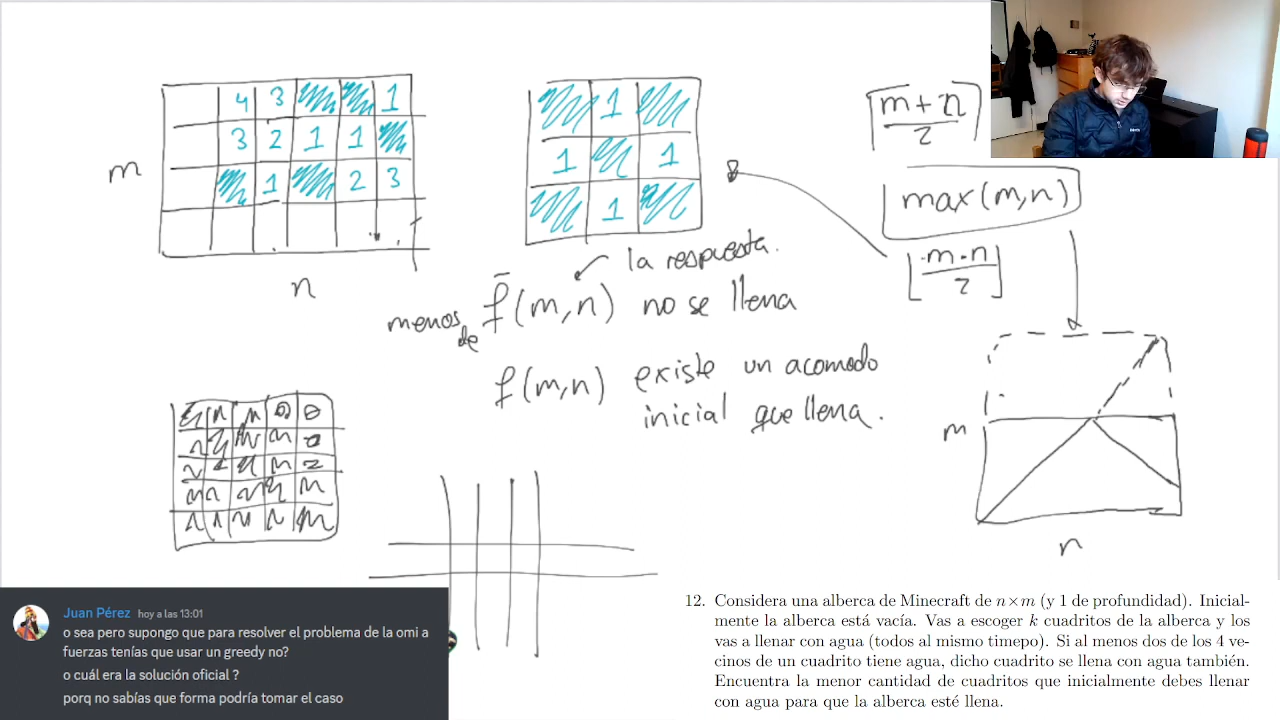 4 3 1
3 2 1 1
1 2 3
m
n
1
1 1
1
⌈m+n/2⌉
max(m,n)
⌊m·n/2⌋
la respuesta.
menos de f(m,n) no se llena
f(m,n) existe un acomodo
inicial que llena.
m
n
Juan Pérez hoy a las 13:01
o sea pero supongo que para resolver el problema de la omi a
fuerzas tenías que usar un greedy no?
o cuál era la solución oficial ?
porq no sabías que forma podría tomar el caso
12. Considera una alberca de Minecraft de n×m (y 1 de profundidad). Inicial-
mente la alberca está vacía. Vas a escoger k cuadritos de la alberca y los
vas a llenar con agua (todos al mismo timepo). Si al menos dos de los 4 ve-
cinos de un cuadrito tiene agua, dicho cuadrito se llena con agua también.
Encuentra la menor cantidad de cuadritos que inicialmente debes llenar
con agua para que la alberca esté llena.